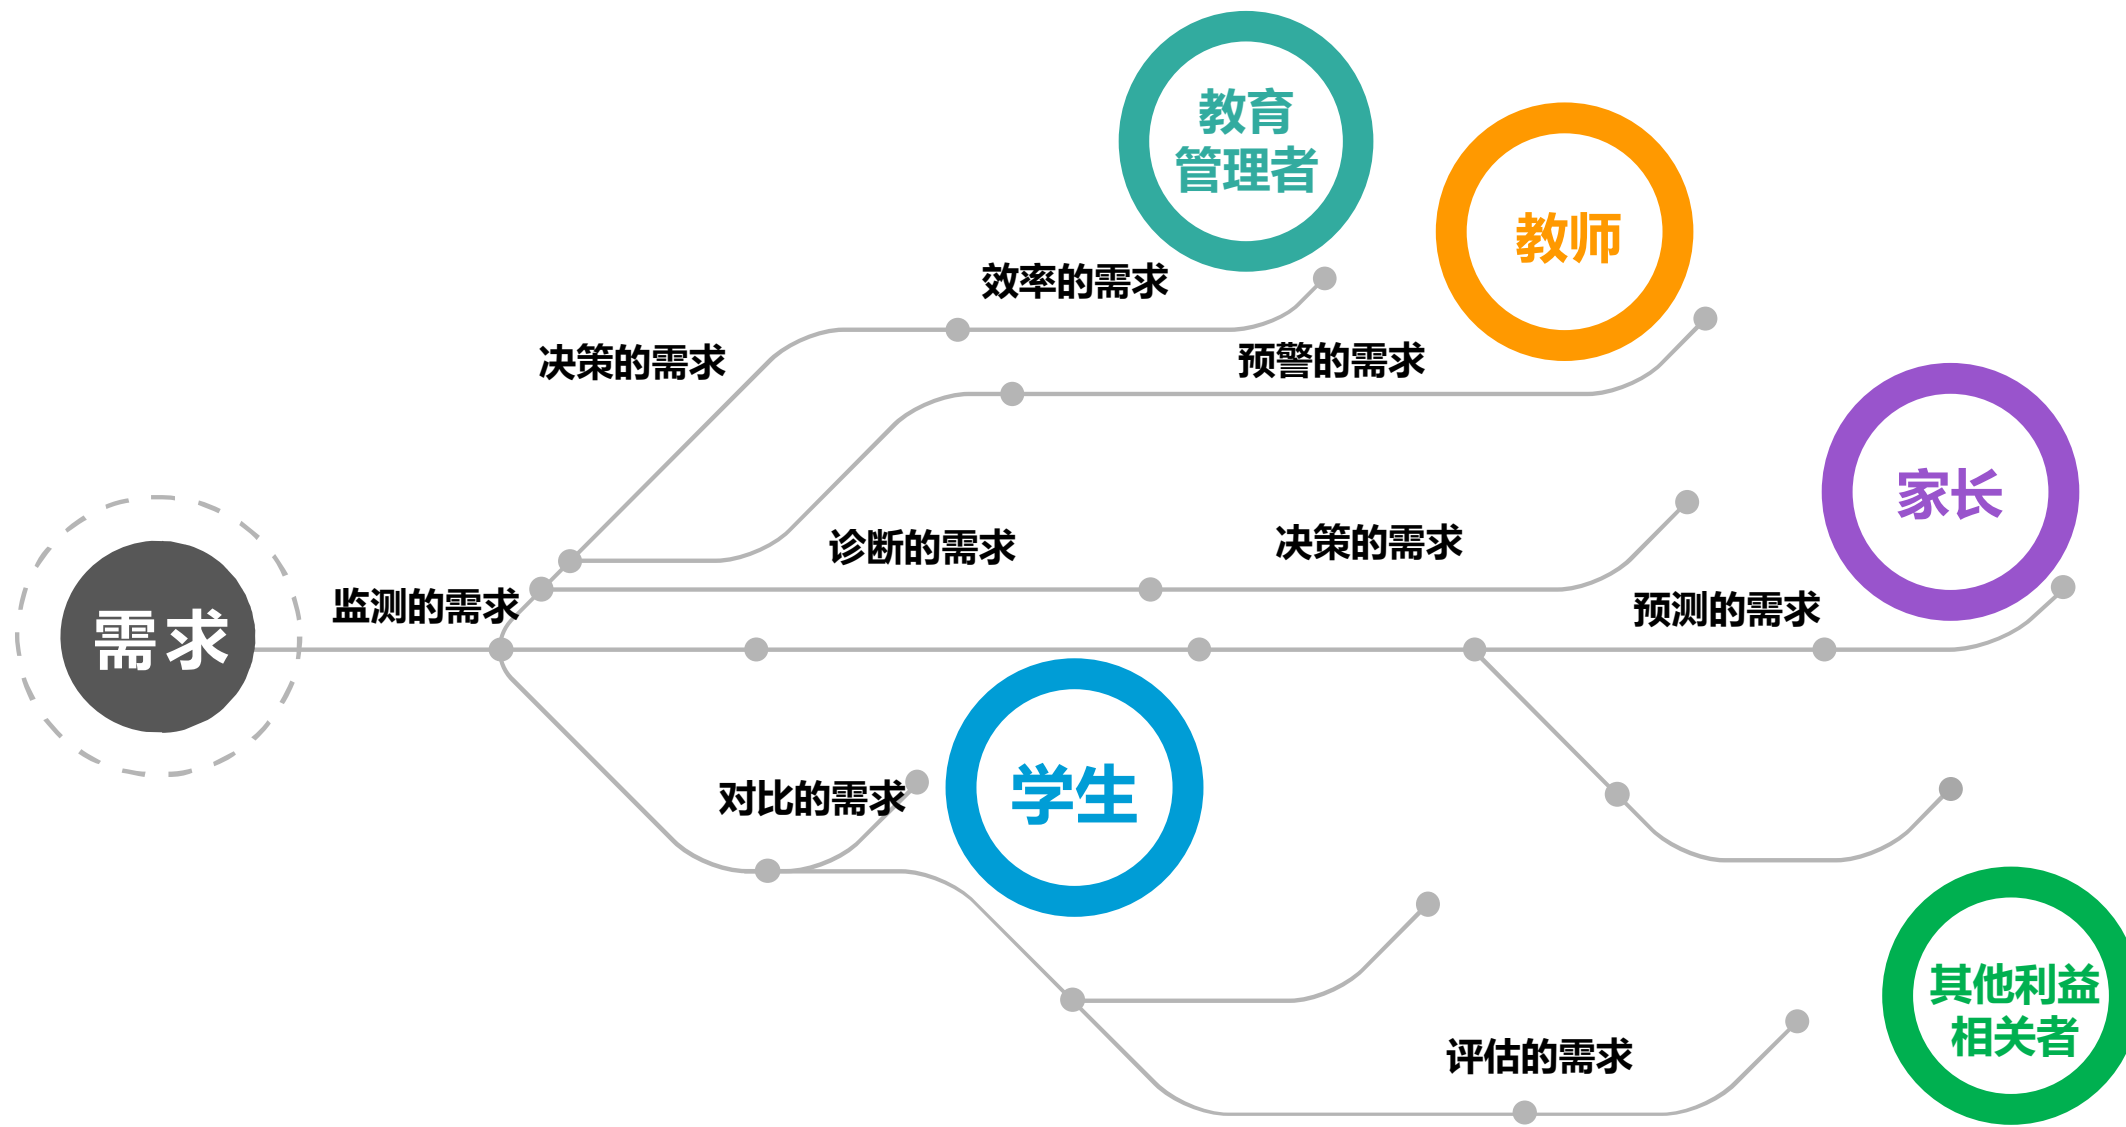 教育
管理者
教师
效率的需求
决策的需求
预警的需求
家长
诊断的需求
决策的需求
监测的需求
预测的需求
需求
学生
对比的需求
其他利益
相关者
评估的需求